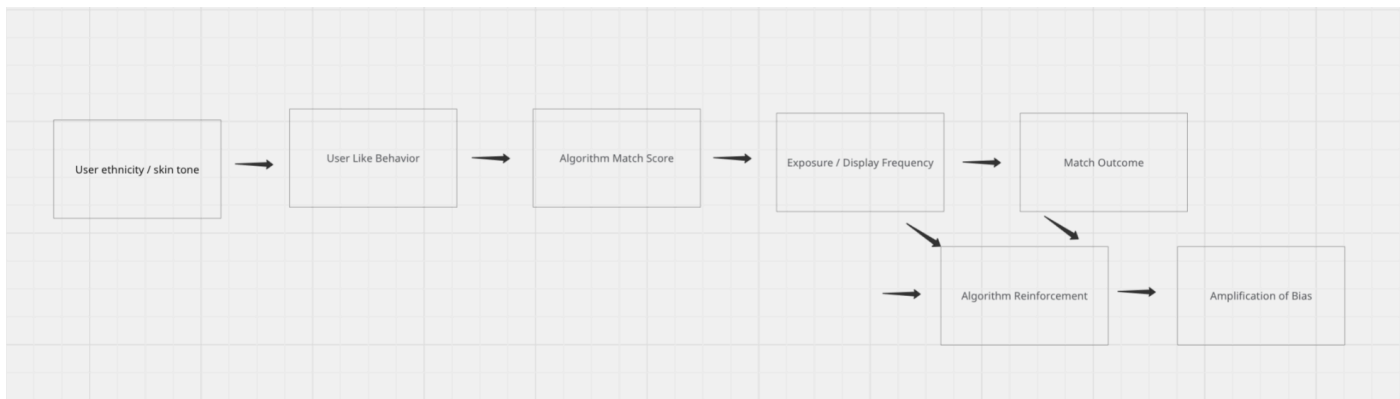 User ethnicity / skin tone
User Like Behavior
Algorithm Match Score
Exposure / Display Frequency
Match Outcome
Algorithm Reinforcement
Amplification of Bias